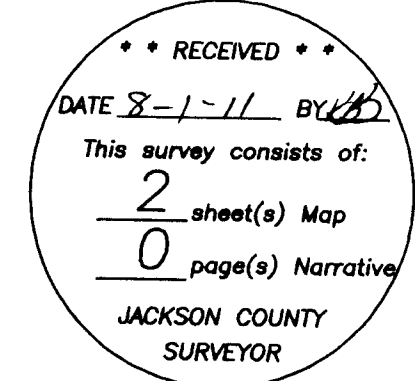 * * RECEIVED * *
DATE 8-1-11 BY
This survey consists of:
2 sheet(s) Map
0 page(s) Narrative
JACKSON COUNTY
SURVEYOR